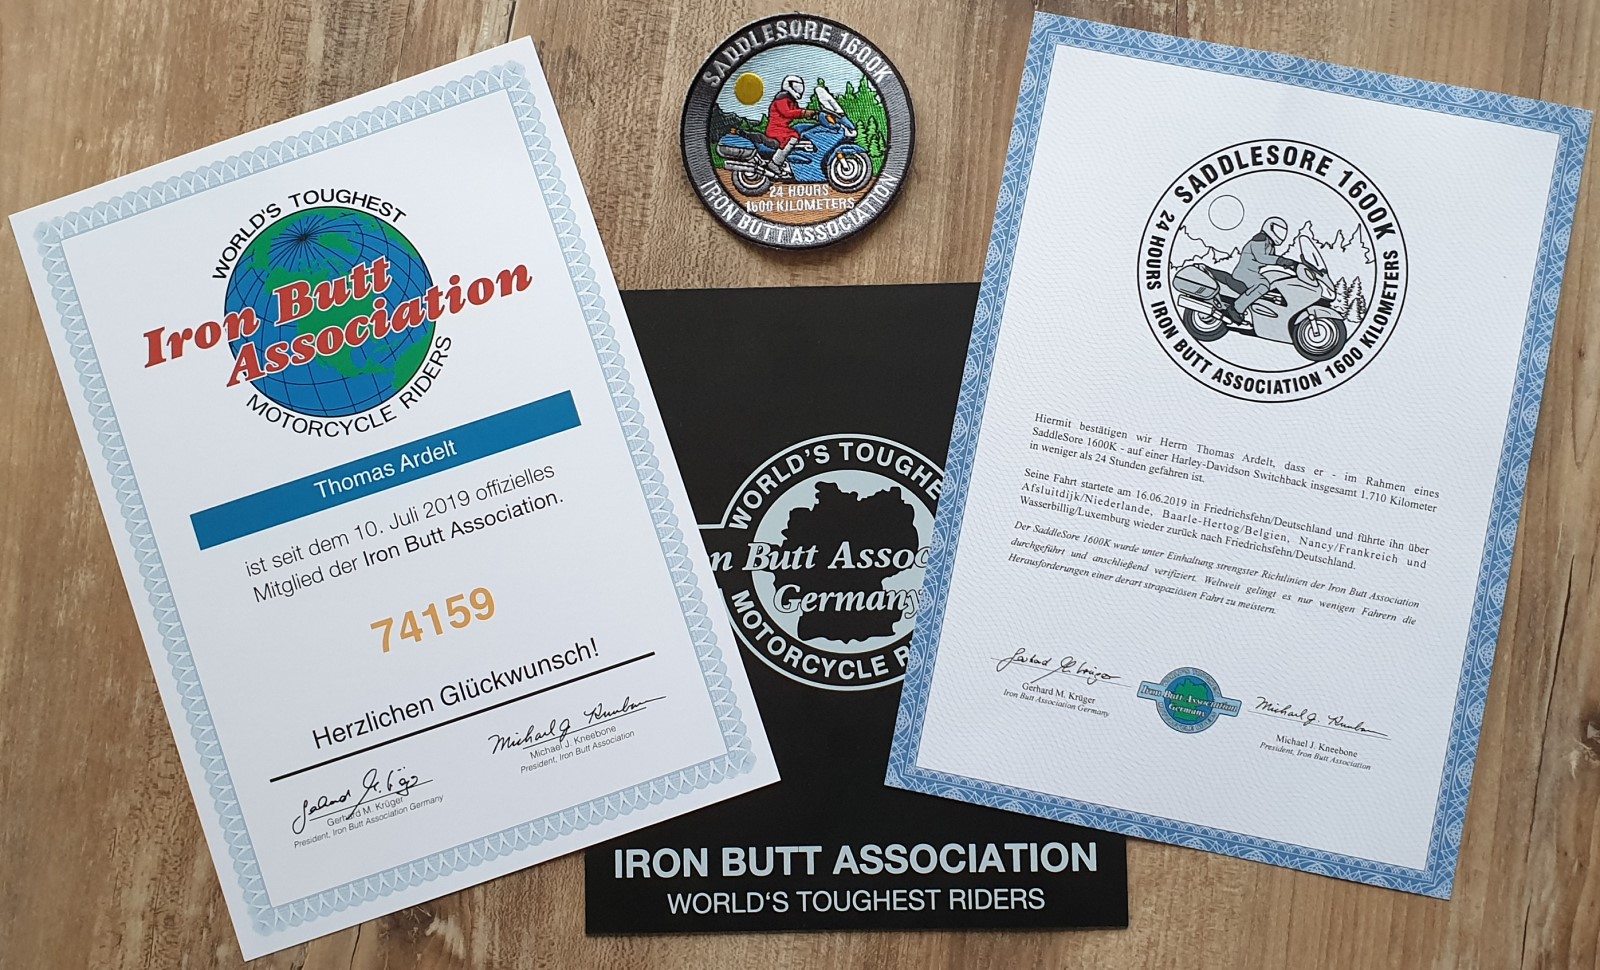 WORLD'S TOUGHEST
Iron Butt
Association
MOTORCYCLE RIDERS
Thomas Ardelt
ist seit dem 10. Juli 2019 offizielles
Mitglied der Iron Butt Association.
74159
Herzlichen Glückwunsch!
Gerhard M. Krüger
President, Iron Butt Association Germany
Michael J. Kneebone
President, Iron Butt Association
SADDLESORE 1600K
24 HOURS
1600 KILOMETERS
IRON BUTT ASSOCIATION
WORLD'S TOUGHE
n Butt Assoc
Germany
MOTORCYCLE R
IRON BUTT ASSOCIATION
WORLD'S TOUGHEST RIDERS
SADDLESORE 1600K
24 HOURS IRON BUTT ASSOCIATION 1600 KILOMETERS
Hiermit bestätigen wir Herrn Thomas Ardelt, dass er - im Rahmen eines
SaddleSore 1600K - auf einer Harley-Davidson Switchback insgesamt 1.710 Kilometer
in weniger als 24 Stunden gefahren ist.
Seine Fahrt startete am 16.06.2019 in Friedrichsfehn/Deutschland und führte ihn über
Afsluitdijk/Niederlande, Baarle-Hertog/Belgien, Nancy/Frankreich und
Wasserbillig/Luxemburg wieder zurück nach Friedrichsfehn/Deutschland.
Der SaddleSore 1600K wurde unter Einhaltung strengster Richtlinien der Iron Butt Association
durchgeführt und anschließend verifiziert. Weltweit gelingt es nur wenigen Fahrern die
Herausforderungen einer derart strapaziösen Fahrt zu meistern.
Gerhard M. Krüger
Iron Butt Association Germany
Iron Butt Association
Germany
Michael J. Kneebone
President, Iron Butt Association